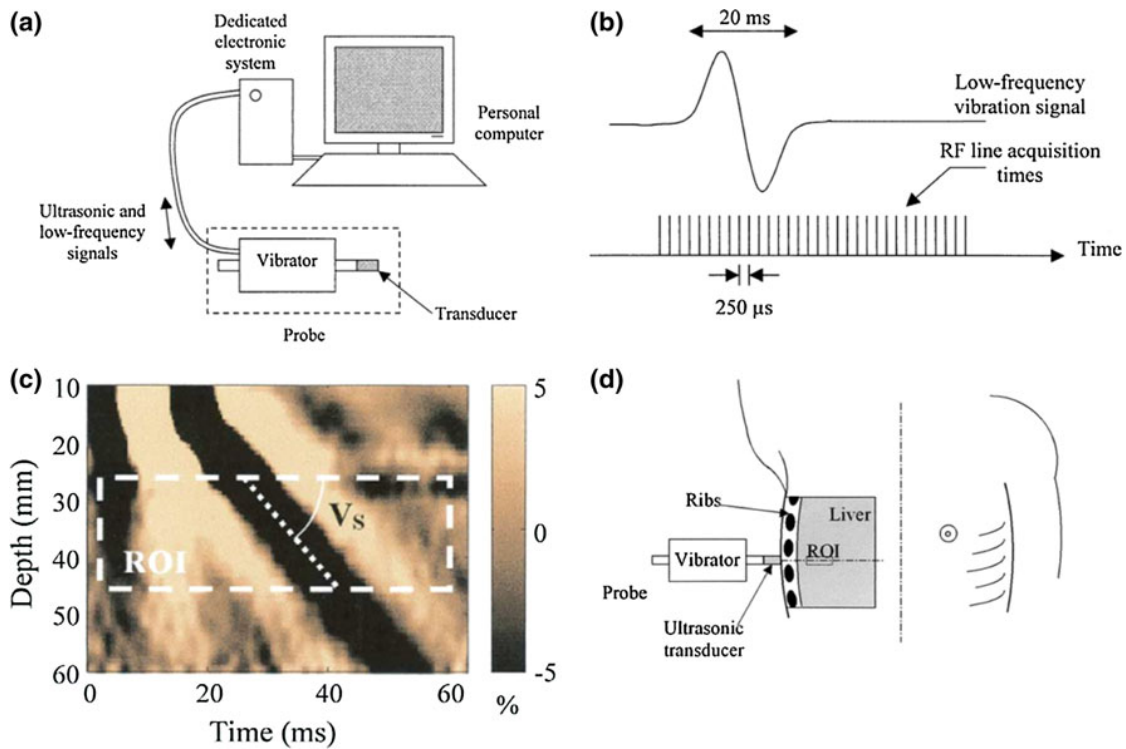 (a)
Dedicated
electronic
system
Personal
computer
Ultrasonic and
low-frequency
signals
Vibrator
Transducer
Probe
(b)
20 ms
Low-frequency
vibration signal
RF line acquisition
times
Time
250 µs
(c)
10
20
30
40
50
60
Depth (mm)
ROI
Vs
0
20
40
60
Time (ms)
5
0
-5
%
(d)
Ribs
Liver
Vibrator
ROI
Probe
Ultrasonic
transducer